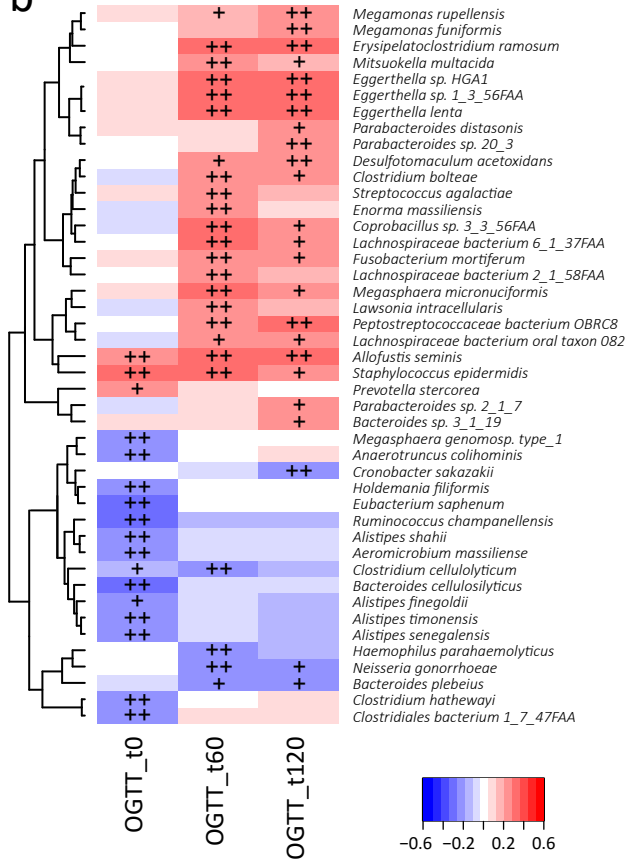 b
+ ++ Megamonas rupellensis
++ Megamonas funiformis
++ ++ Erysipelatoclostridium ramosum
++ + Mitsuokella multacida
++ ++ Eggerthella sp. HGA1
++ ++ Eggerthella sp. 1_3_56FAA
++ ++ Eggerthella lenta
+ Parabacteroides distasonis
++ Parabacteroides sp. 20_3
+ ++ Desulfotomaculum acetoxidans
++ + Clostridium bolteae
++ Streptococcus agalactiae
++ Enorma massiliensis
++ + Coprobacillus sp. 3_3_56FAA
++ + Lachnospiraceae bacterium 6_1_37FAA
++ + Fusobacterium mortiferum
++ Lachnospiraceae bacterium 2_1_58FAA
++ + Megasphaera micronuciformis
++ Lawsonia intracellularis
++ ++ Peptostreptococcaceae bacterium OBRC8
+ + Lachnospiraceae bacterium oral taxon 082
++ ++ ++ Allofustis seminis
++ ++ + Staphylococcus epidermidis
+ Prevotella stercorea
+ Parabacteroides sp. 2_1_7
+ Bacteroides sp. 3_1_19
++ Megasphaera genomosp. type_1
++ Anaerotruncus colihominis
++ Cronobacter sakazakii
++ Holdemania filiformis
++ Eubacterium saphenum
++ Ruminococcus champanellensis
++ Alistipes shahii
++ Aeromicrobium massiliense
+ ++ Clostridium cellulolyticum
++ Bacteroides cellulosilyticus
+ Alistipes finegoldii
++ Alistipes timonensis
++ Alistipes senegalensis
++ Haemophilus parahaemolyticus
++ + Neisseria gonorrhoeae
+ + Bacteroides plebeius
++ Clostridium hathewayi
++ Clostridiales bacterium 1_7_47FAA
OGTT_t0
OGTT_t60
OGTT_t120
−0.6 −0.2 0.2 0.6